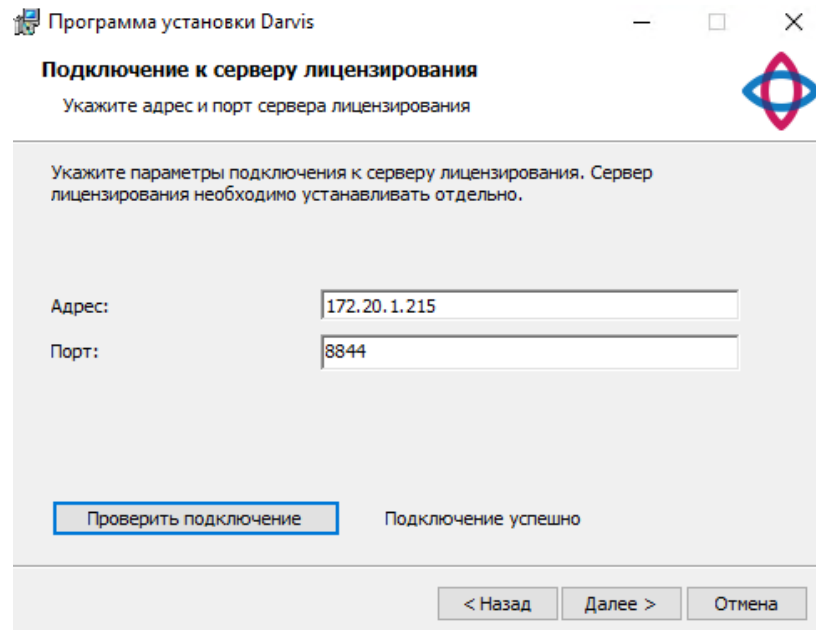 Программа установки Darvis
Подключение к серверу лицензирования
Укажите адрес и порт сервера лицензирования
Укажите параметры подключения к серверу лицензирования. Сервер
лицензирования необходимо устанавливать отдельно.
Адрес: 172.20.1.215
Порт: 8844
Проверить подключение Подключение успешно
< Назад Далее > Отмена